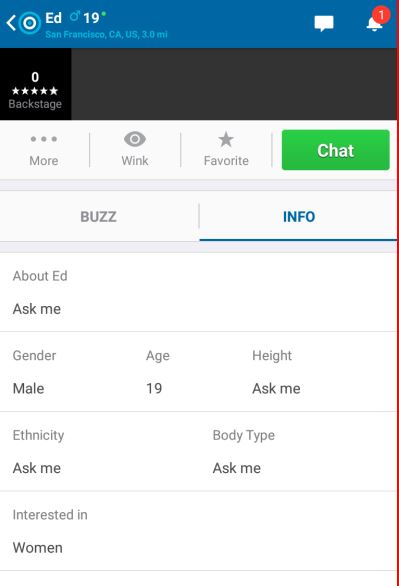 Ed ♂ 19
San Francisco, CA, US, 3.0 mi
1
0
★★★★★
Backstage
More
Wink
Favorite
Chat
BUZZ
INFO
About Ed
Ask me
Gender Age Height
Male 19 Ask me
Ethnicity Body Type
Ask me Ask me
Interested in
Women